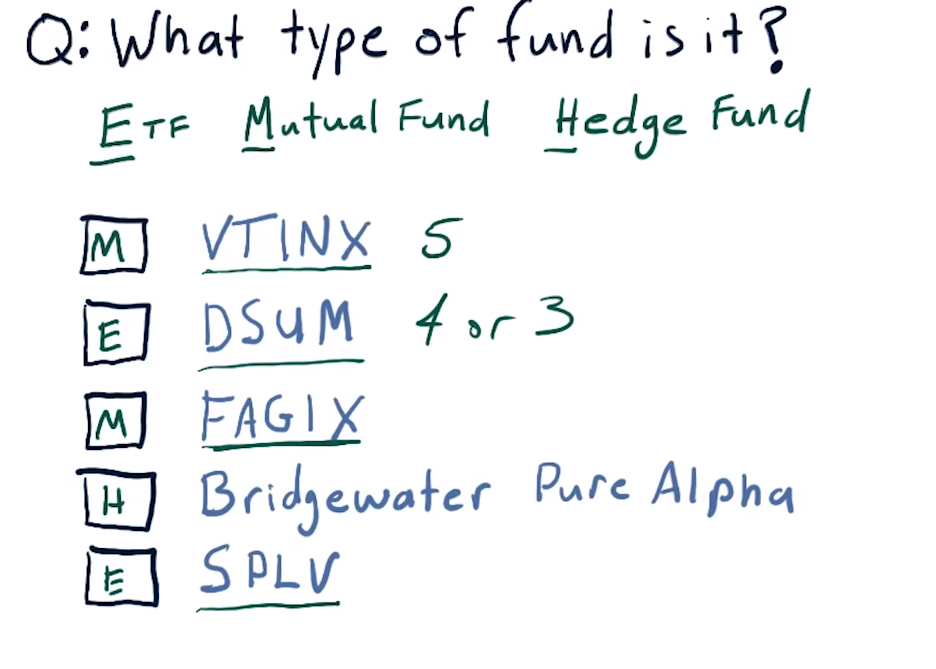 Q: What type of fund is it?
ETF Mutual Fund Hedge Fund
M VTINX 5
E DSUM 4 or 3
M FAGIX
H Bridgewater Pure Alpha
E SPLV